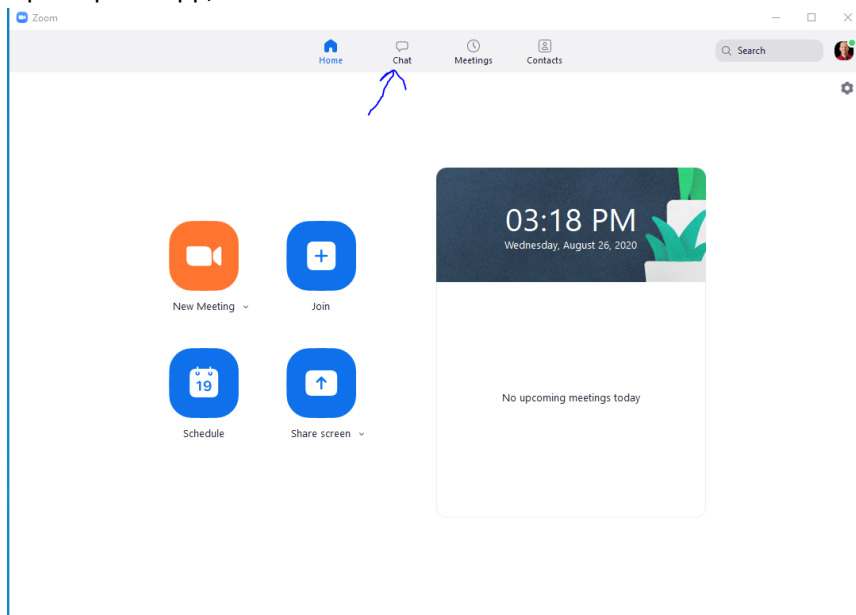 Zoom
Home Chat Meetings Contacts
Search
03:18 PM
Wednesday, August 26, 2020
New Meeting
Join
19
Schedule
Share screen
No upcoming meetings today